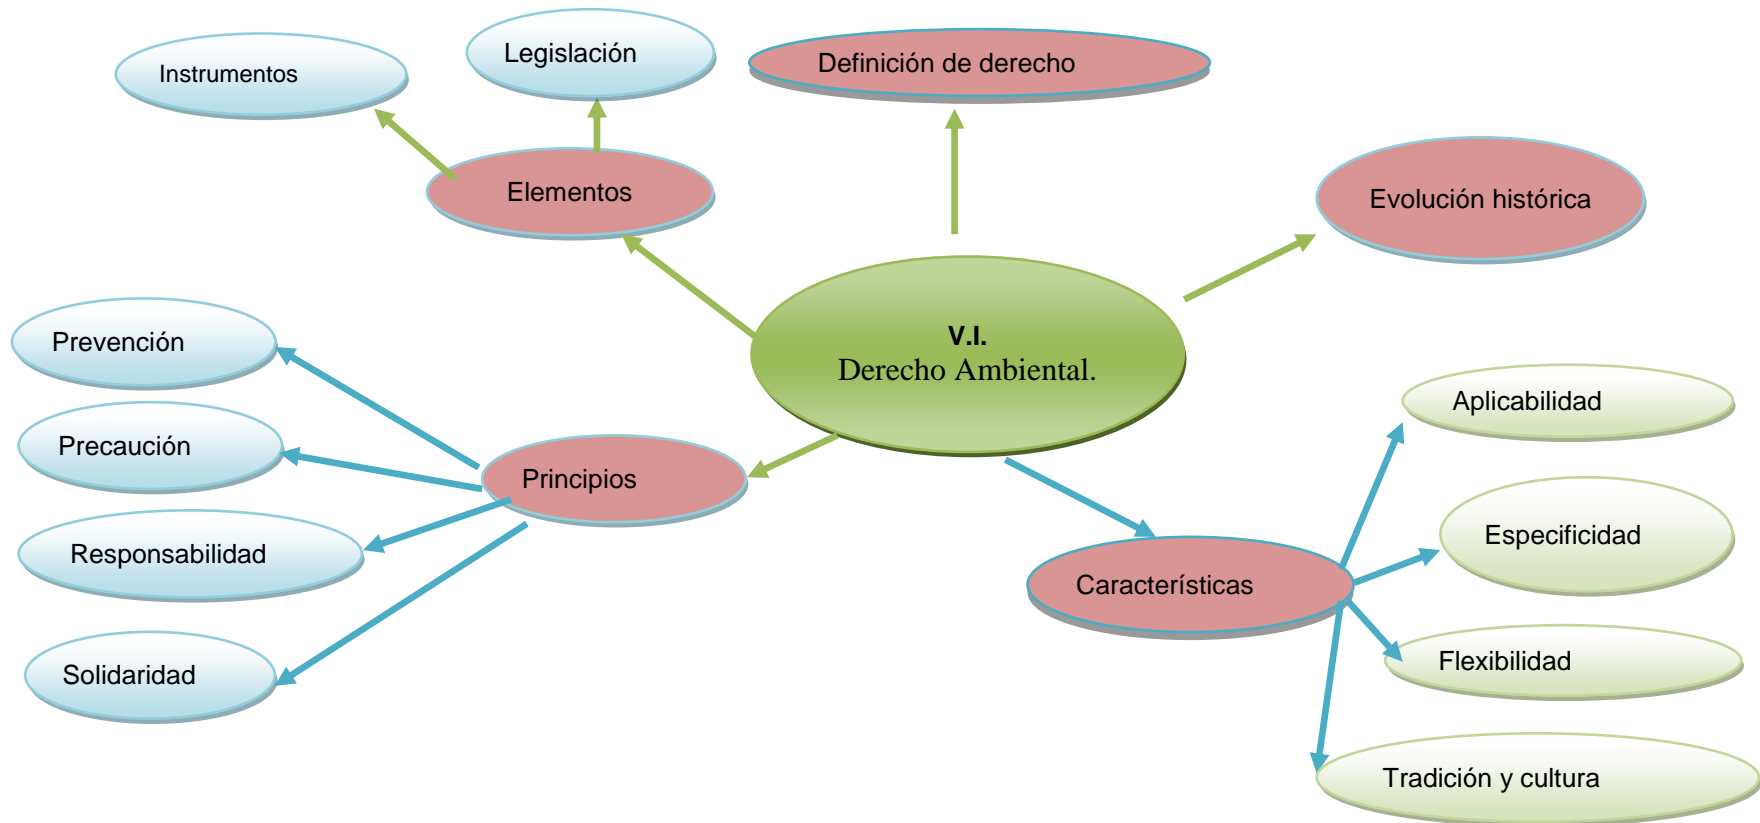 Legislación
Definición de derecho
Instrumentos
Elementos
Evolución histórica
V.I.
Derecho Ambiental.
Prevención
Precaución
Principios
Responsabilidad
Solidaridad
Aplicabilidad
Especificidad
Características
Flexibilidad
Tradición y cultura